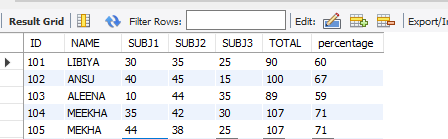 Result Grid Filter Rows: Edit: Export/In
ID NAME SUBJ1 SUBJ2 SUBJ3 TOTAL percentage
101 LIBIYA 30 35 25 90 60
102 ANSU 40 45 15 100 67
103 ALEENA 10 44 35 89 59
104 MEEKHA 35 42 30 107 71
105 MEKHA 44 38 25 107 71